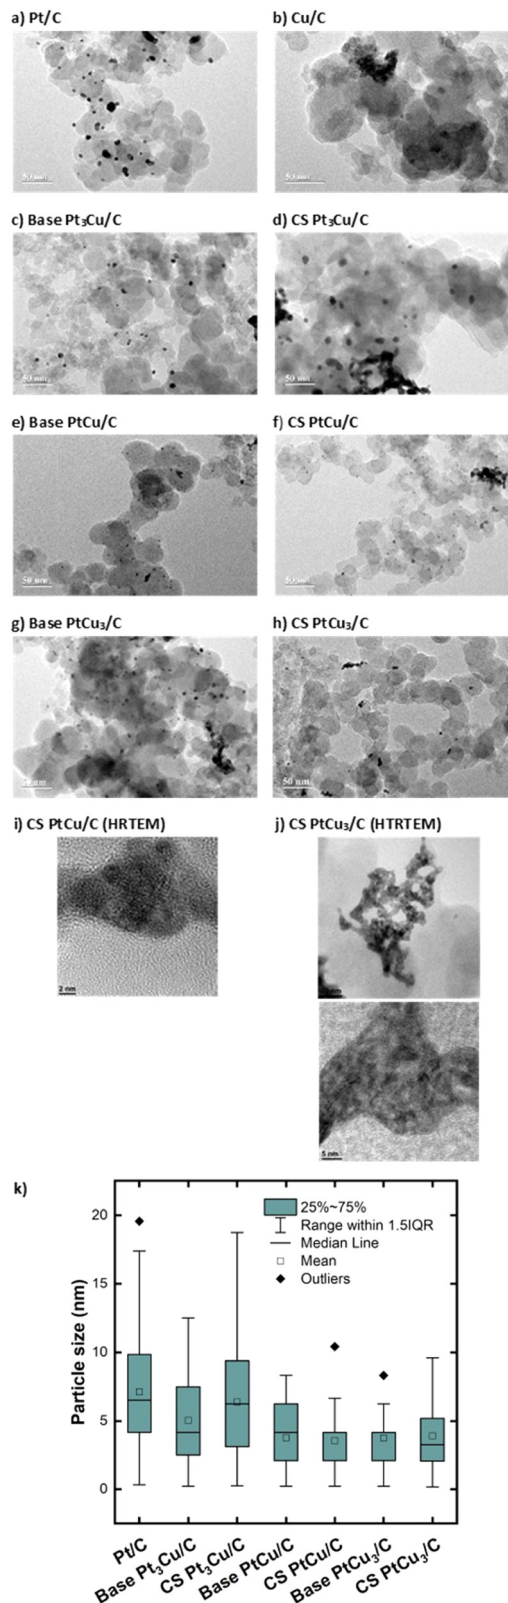 a) Pt/C
b) Cu/C
50 nm
50 nm
c) Base Pt₃Cu/C
d) CS Pt₃Cu/C
50 nm
50 nm
e) Base PtCu/C
f) CS PtCu/C
50 nm
50 nm
g) Base PtCu₃/C
h) CS PtCu₃/C
50 nm
50 nm
i) CS PtCu/C (HRTEM)
j) CS PtCu₃/C (HTRTEM)
2 nm
5 nm
k)
25%~75%
Range within 1.5IQR
Median Line
Mean
Outliers
Particle size (nm)
20
15
10
5
0
Pt/C
Base Pt₃Cu/C
CS Pt₃Cu/C
Base PtCu/C
CS PtCu/C
Base PtCu₃/C
CS PtCu₃/C